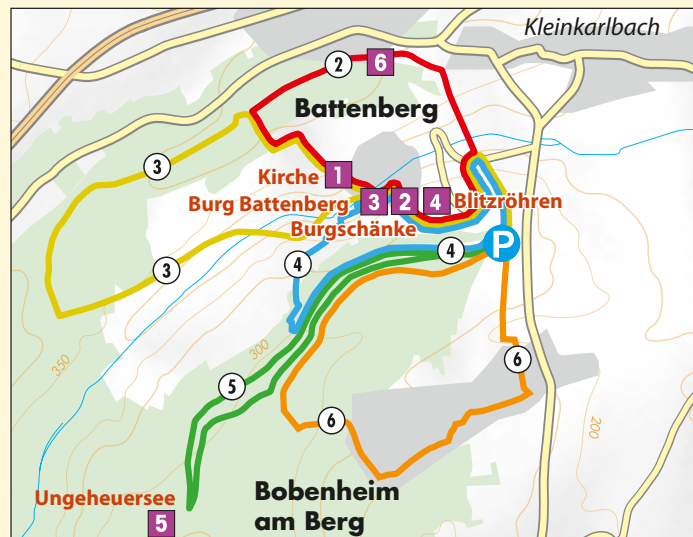 Kleinkarlbach
2 6
Battenberg
3
Kirche 1
Burg Battenberg 3 2 4 Blitzröhren
Burgschänke
4 P
3 4
350
300
6
5
6
200
Ungeheuersee
5
Bobenheim
am Berg